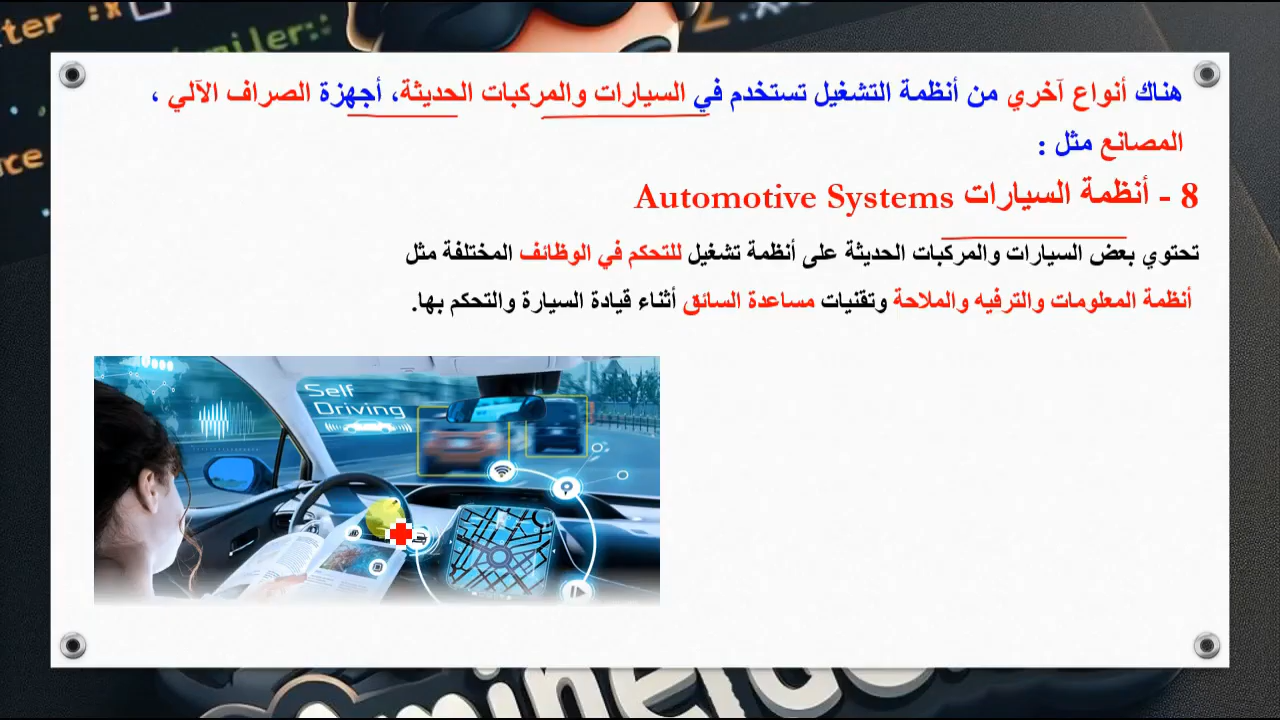 هناك أنواع آخري من أنظمة التشغيل تستخدم في السيارات والمركبات الحديثة، أجهزة الصراف الآلي ،
المصانع مثل :
8 - أنظمة السيارات Automotive Systems
تحتوي بعض السيارات والمركبات الحديثة على أنظمة تشغيل للتحكم في الوظائف المختلفة مثل
أنظمة المعلومات والترفيه والملاحة وتقنيات مساعدة السائق أثناء قيادة السيارة والتحكم بها.
Self
Driving